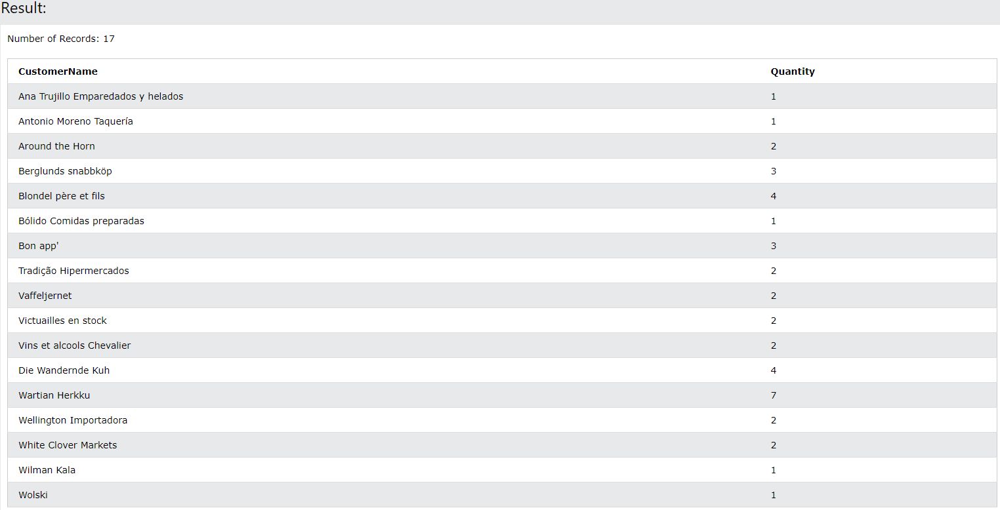 Result:
Number of Records: 17
CustomerName Quantity
Ana Trujillo Emparedados y helados 1
Antonio Moreno Taquería 1
Around the Horn 2
Berglunds snabbköp 3
Blondel père et fils 4
Bólido Comidas preparadas 1
Bon app' 3
Tradição Hipermercados 2
Vaffeljernet 2
Victuailles en stock 2
Vins et alcools Chevalier 2
Die Wandernde Kuh 4
Wartian Herkku 7
Wellington Importadora 2
White Clover Markets 2
Wilman Kala 1
Wolski 1